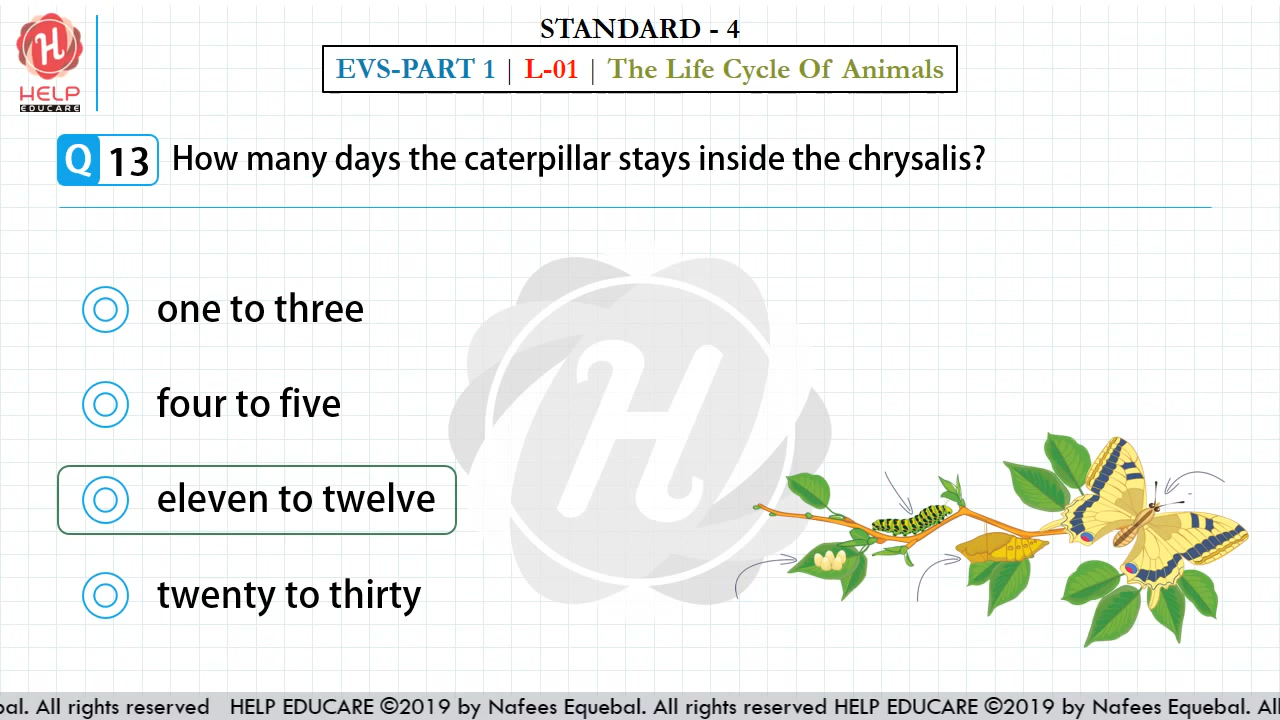 STANDARD - 4
EVS-PART 1 | L-01 | The Life Cycle Of Animals
H
HELP
EDUCARE
Q 13 How many days the caterpillar stays inside the chrysalis?
one to three
four to five
eleven to twelve
twenty to thirty
H
bal. All rights reserved HELP EDUCARE ©2019 by Nafees Equebal. All rights reserved HELP EDUCARE ©2019 by Nafees Equebal. All